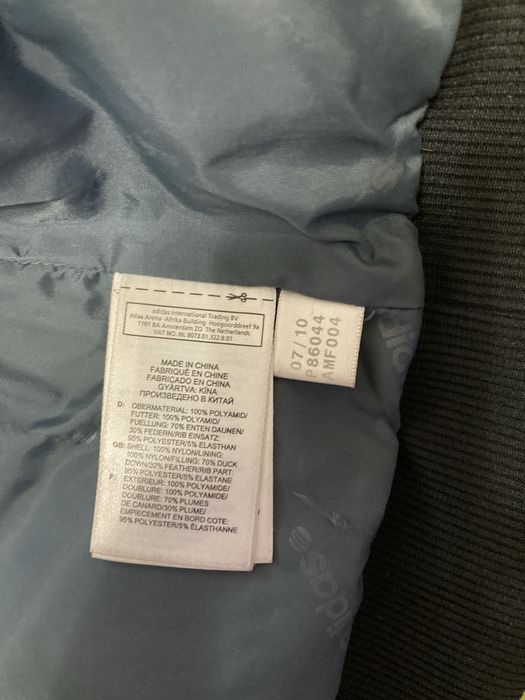 adidas International Trading BV
Atlas Arena -Afrika Building Hoogoorddreef 9a
1101 BA Amsterdam ZO The Netherlands
VAT NO. NL 8073.01.322.B.01
MADE IN CHINA
FABRIQUÉ EN CHINE
FABRICADO EN CHINA
GYÁRTVA: KÍNA
ПРОИЗВЕДЕНО В КИТАЙ
D: OBERMATERIAL: 100% POLYAMID/
FUTTER: 100% POLYAMID/
FUELLUNG: 70% ENTEN DAUNEN/
30% FEDERN/RIB EINSATZ:
95% POLYESTER/5% ELASTHAN
GB: SHELL: 100% NYLON/LINING:
100% NYLON/FILLING: 70% DUCK
DOWN/30% FEATHER/RIB PART:
95% POLYESTER/5% ELASTANE
F: EXTÉRIEUR: 100% POLYAMIDE/
DOUBLURE: 100% POLYAMIDE/
DOUBLURE: 70% PLUMES
DE CANARD/30% PLUME/
EMPIECEMENT EN BORD COTE:
95% POLYESTER/5% ÉLASTHANNE
07/10
P86044
AMF004